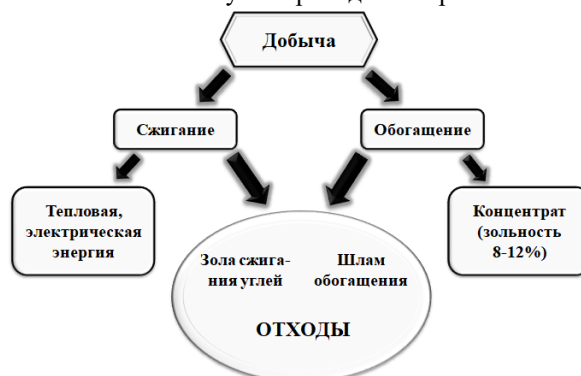 Добыча
Сжигание
Обогащение
Тепловая,
электрическая
энергия
Концентрат
(зольность
8-12%)
Зола сжига-
ния углей
Шлам
обогащения
ОТХОДЫ